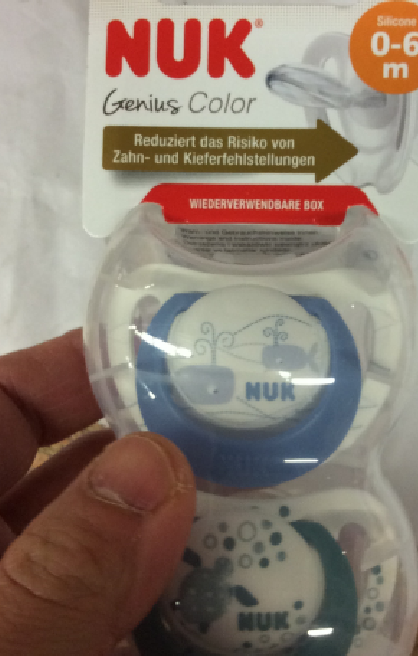 NUK®
Silicone
0-6
m
Genius Color
Reduziert das Risiko von
Zahn- und Kieferfehlstellungen
WIEDERVERWENDBARE BOX
NUK
NUK